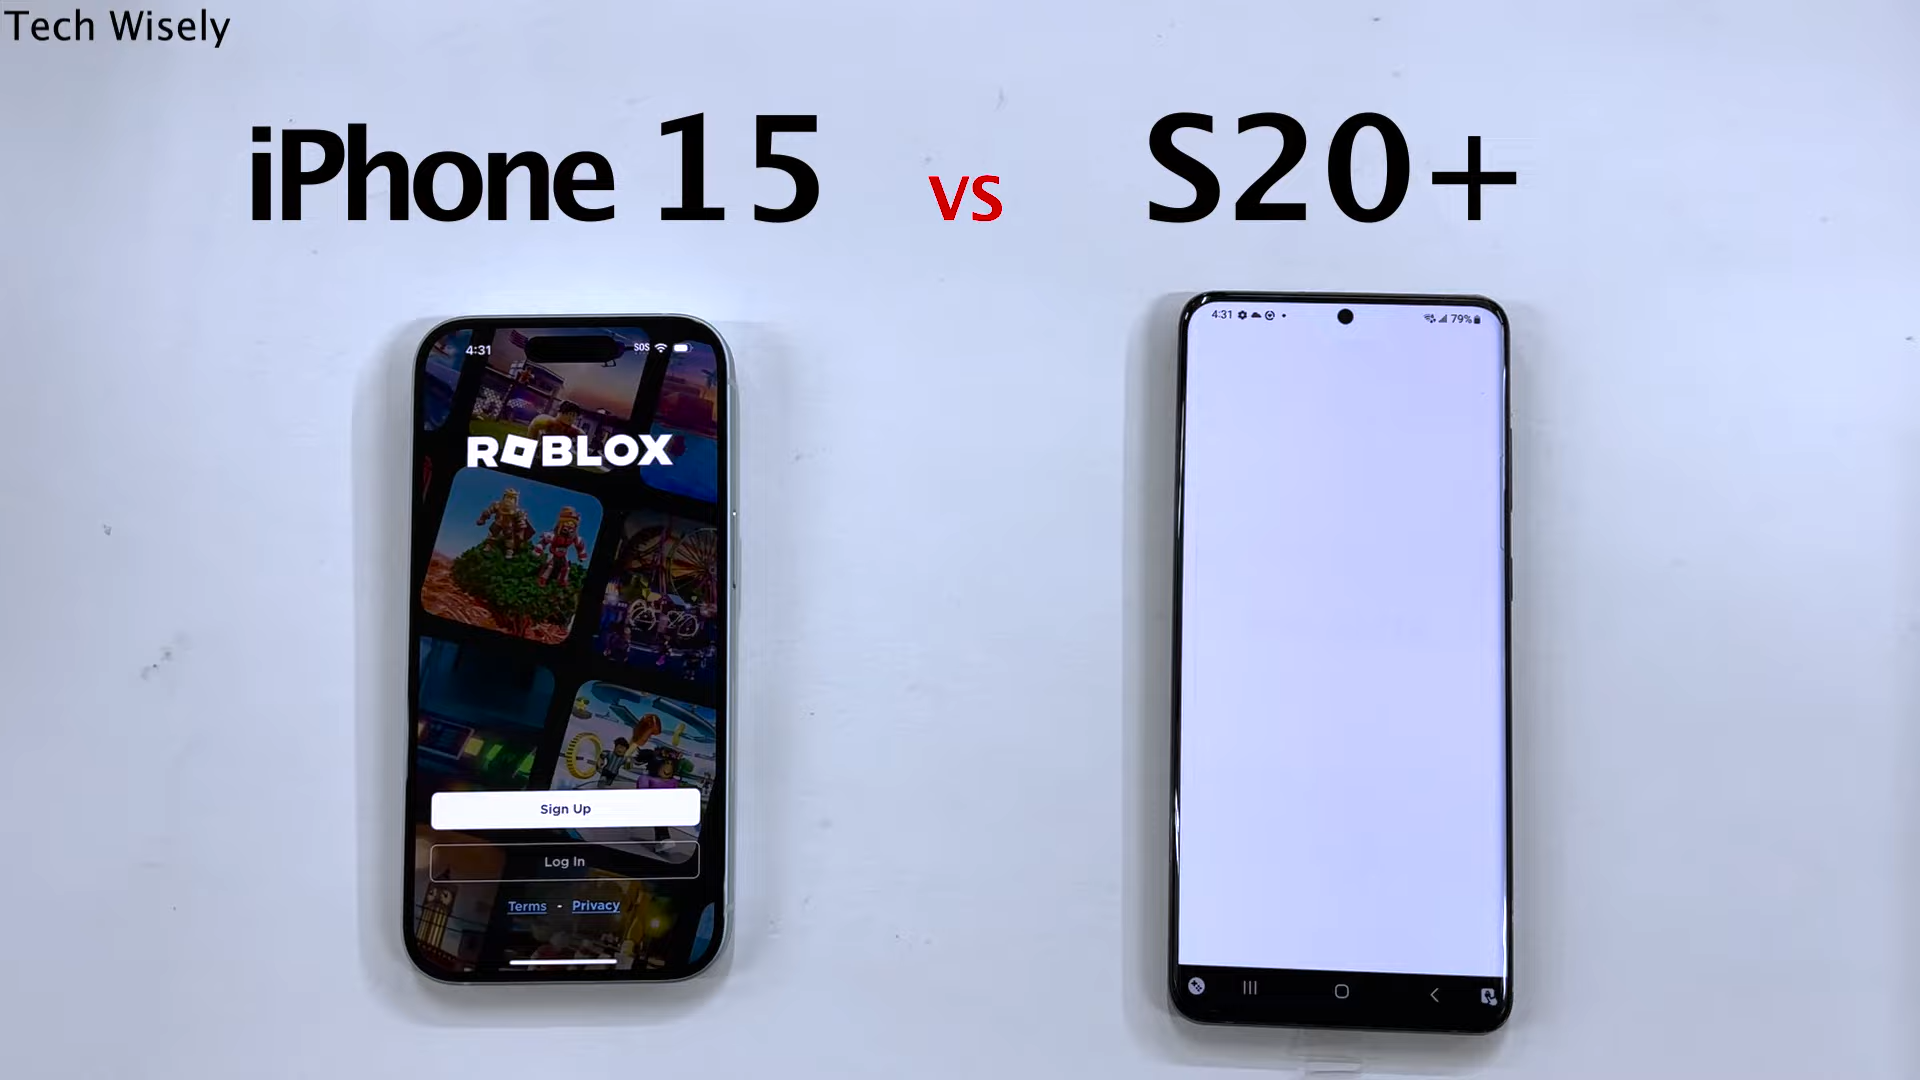 Tech Wisely
iPhone 15 vs S20+
4:31 SOS
ROBLOX
Sign Up
Log In
Terms - Privacy
4:31 79%